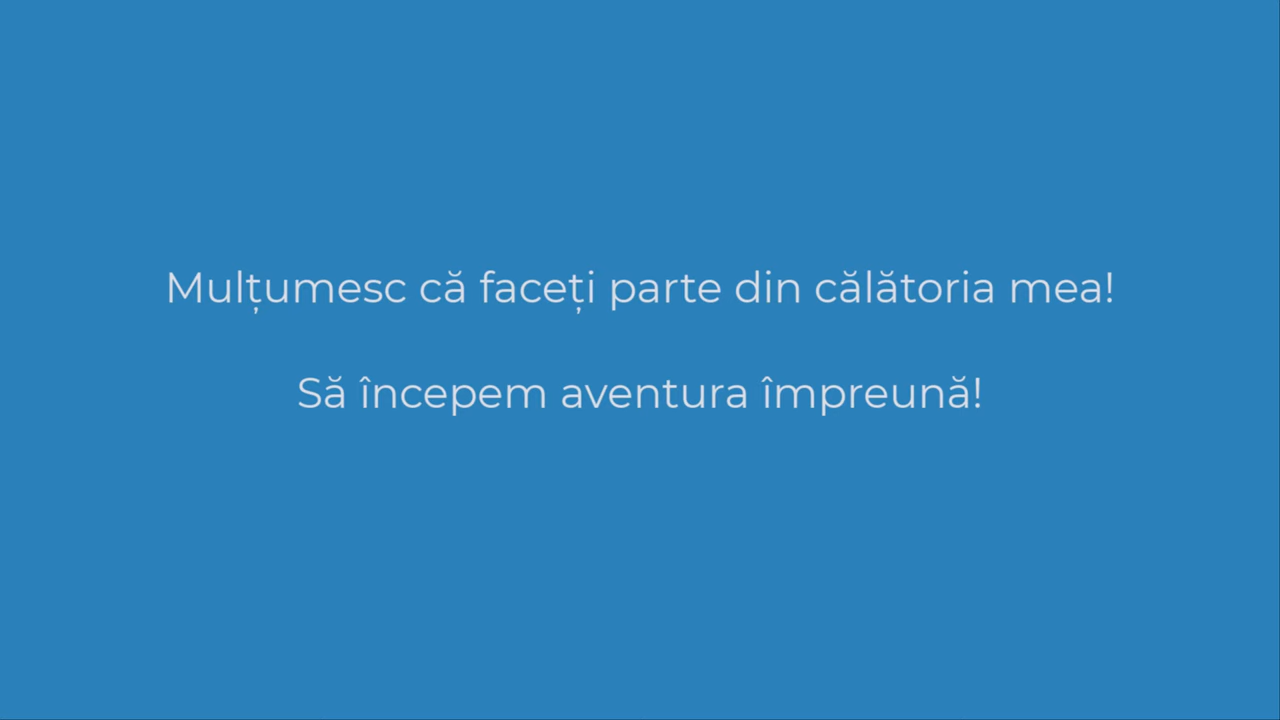 Mulțumesc că faceți parte din călătoria mea!
Să începem aventura împreună!